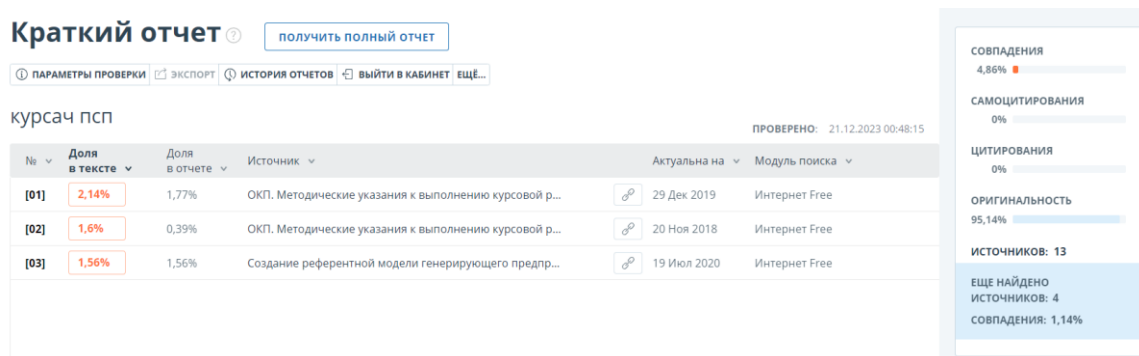 Краткий отчет ?
ПОЛУЧИТЬ ПОЛНЫЙ ОТЧЕТ
ПАРАМЕТРЫ ПРОВЕРКИ ЭКСПОРТ ИСТОРИЯ ОТЧЕТОВ ВЫЙТИ В КАБИНЕТ ЕЩЁ...
курсач псп
ПРОВЕРЕНО: 21.12.2023 00:48:15
№ Доля в тексте Доля в отчете Источник Актуальна на Модуль поиска
[01] 2,14% 1,77% ОКП. Методические указания к выполнению курсовой р... 29 Дек 2019 Интернет Free
[02] 1,6% 0,39% ОКП. Методические указания к выполнению курсовой р... 20 Ноя 2018 Интернет Free
[03] 1,56% 1,56% Создание референтной модели генерирующего предпр... 19 Июл 2020 Интернет Free
СОВПАДЕНИЯ
4,86%
САМОЦИТИРОВАНИЯ
0%
ЦИТИРОВАНИЯ
0%
ОРИГИНАЛЬНОСТЬ
95,14%
ИСТОЧНИКОВ: 13
ЕЩЕ НАЙДЕНО
ИСТОЧНИКОВ: 4
СОВПАДЕНИЯ: 1,14%